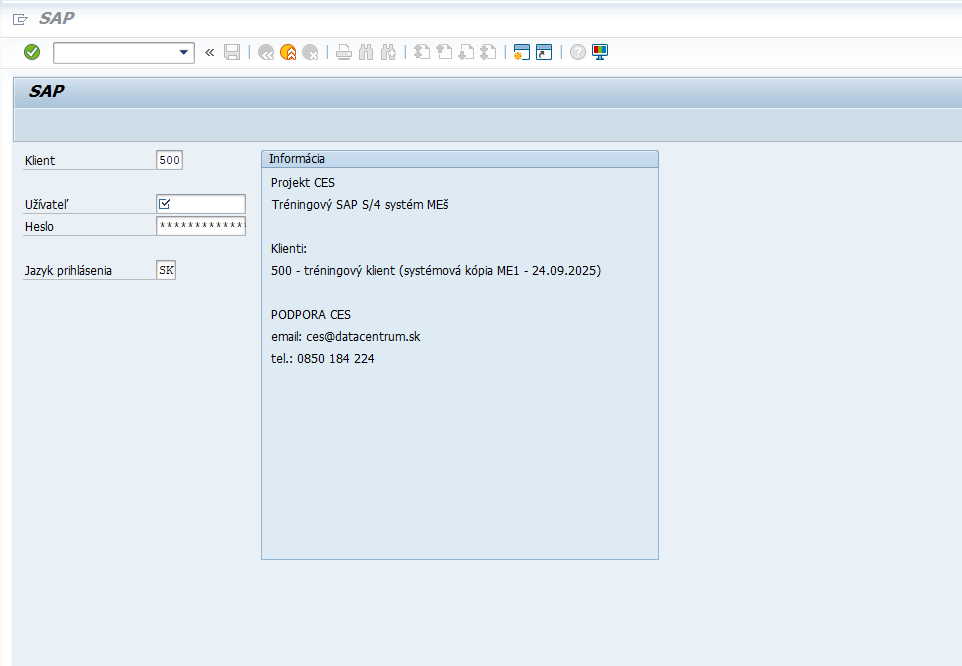 SAP
SAP
Klient 500
Užívateľ
Heslo ************
Jazyk prihlásenia SK
Informácia
Projekt CES
Tréningový SAP S/4 systém MEš
Klienti:
500 - tréningový klient (systémová kópia ME1 - 24.09.2025)
PODPORA CES
email: ces@datacentrum.sk
tel.: 0850 184 224